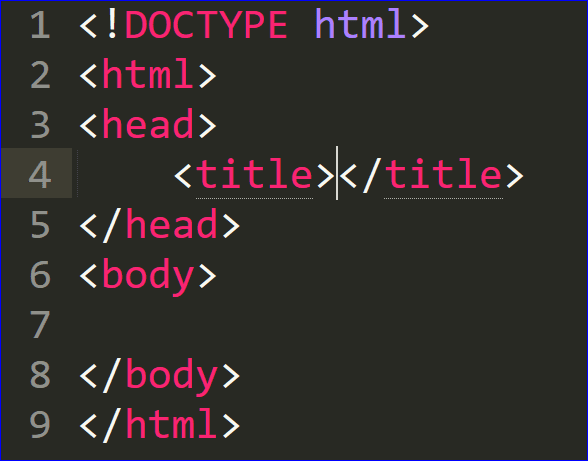 1 <!DOCTYPE html>
2 <html>
3 <head>
4     <title></title>
5 </head>
6 <body>
7
8 </body>
9 </html>